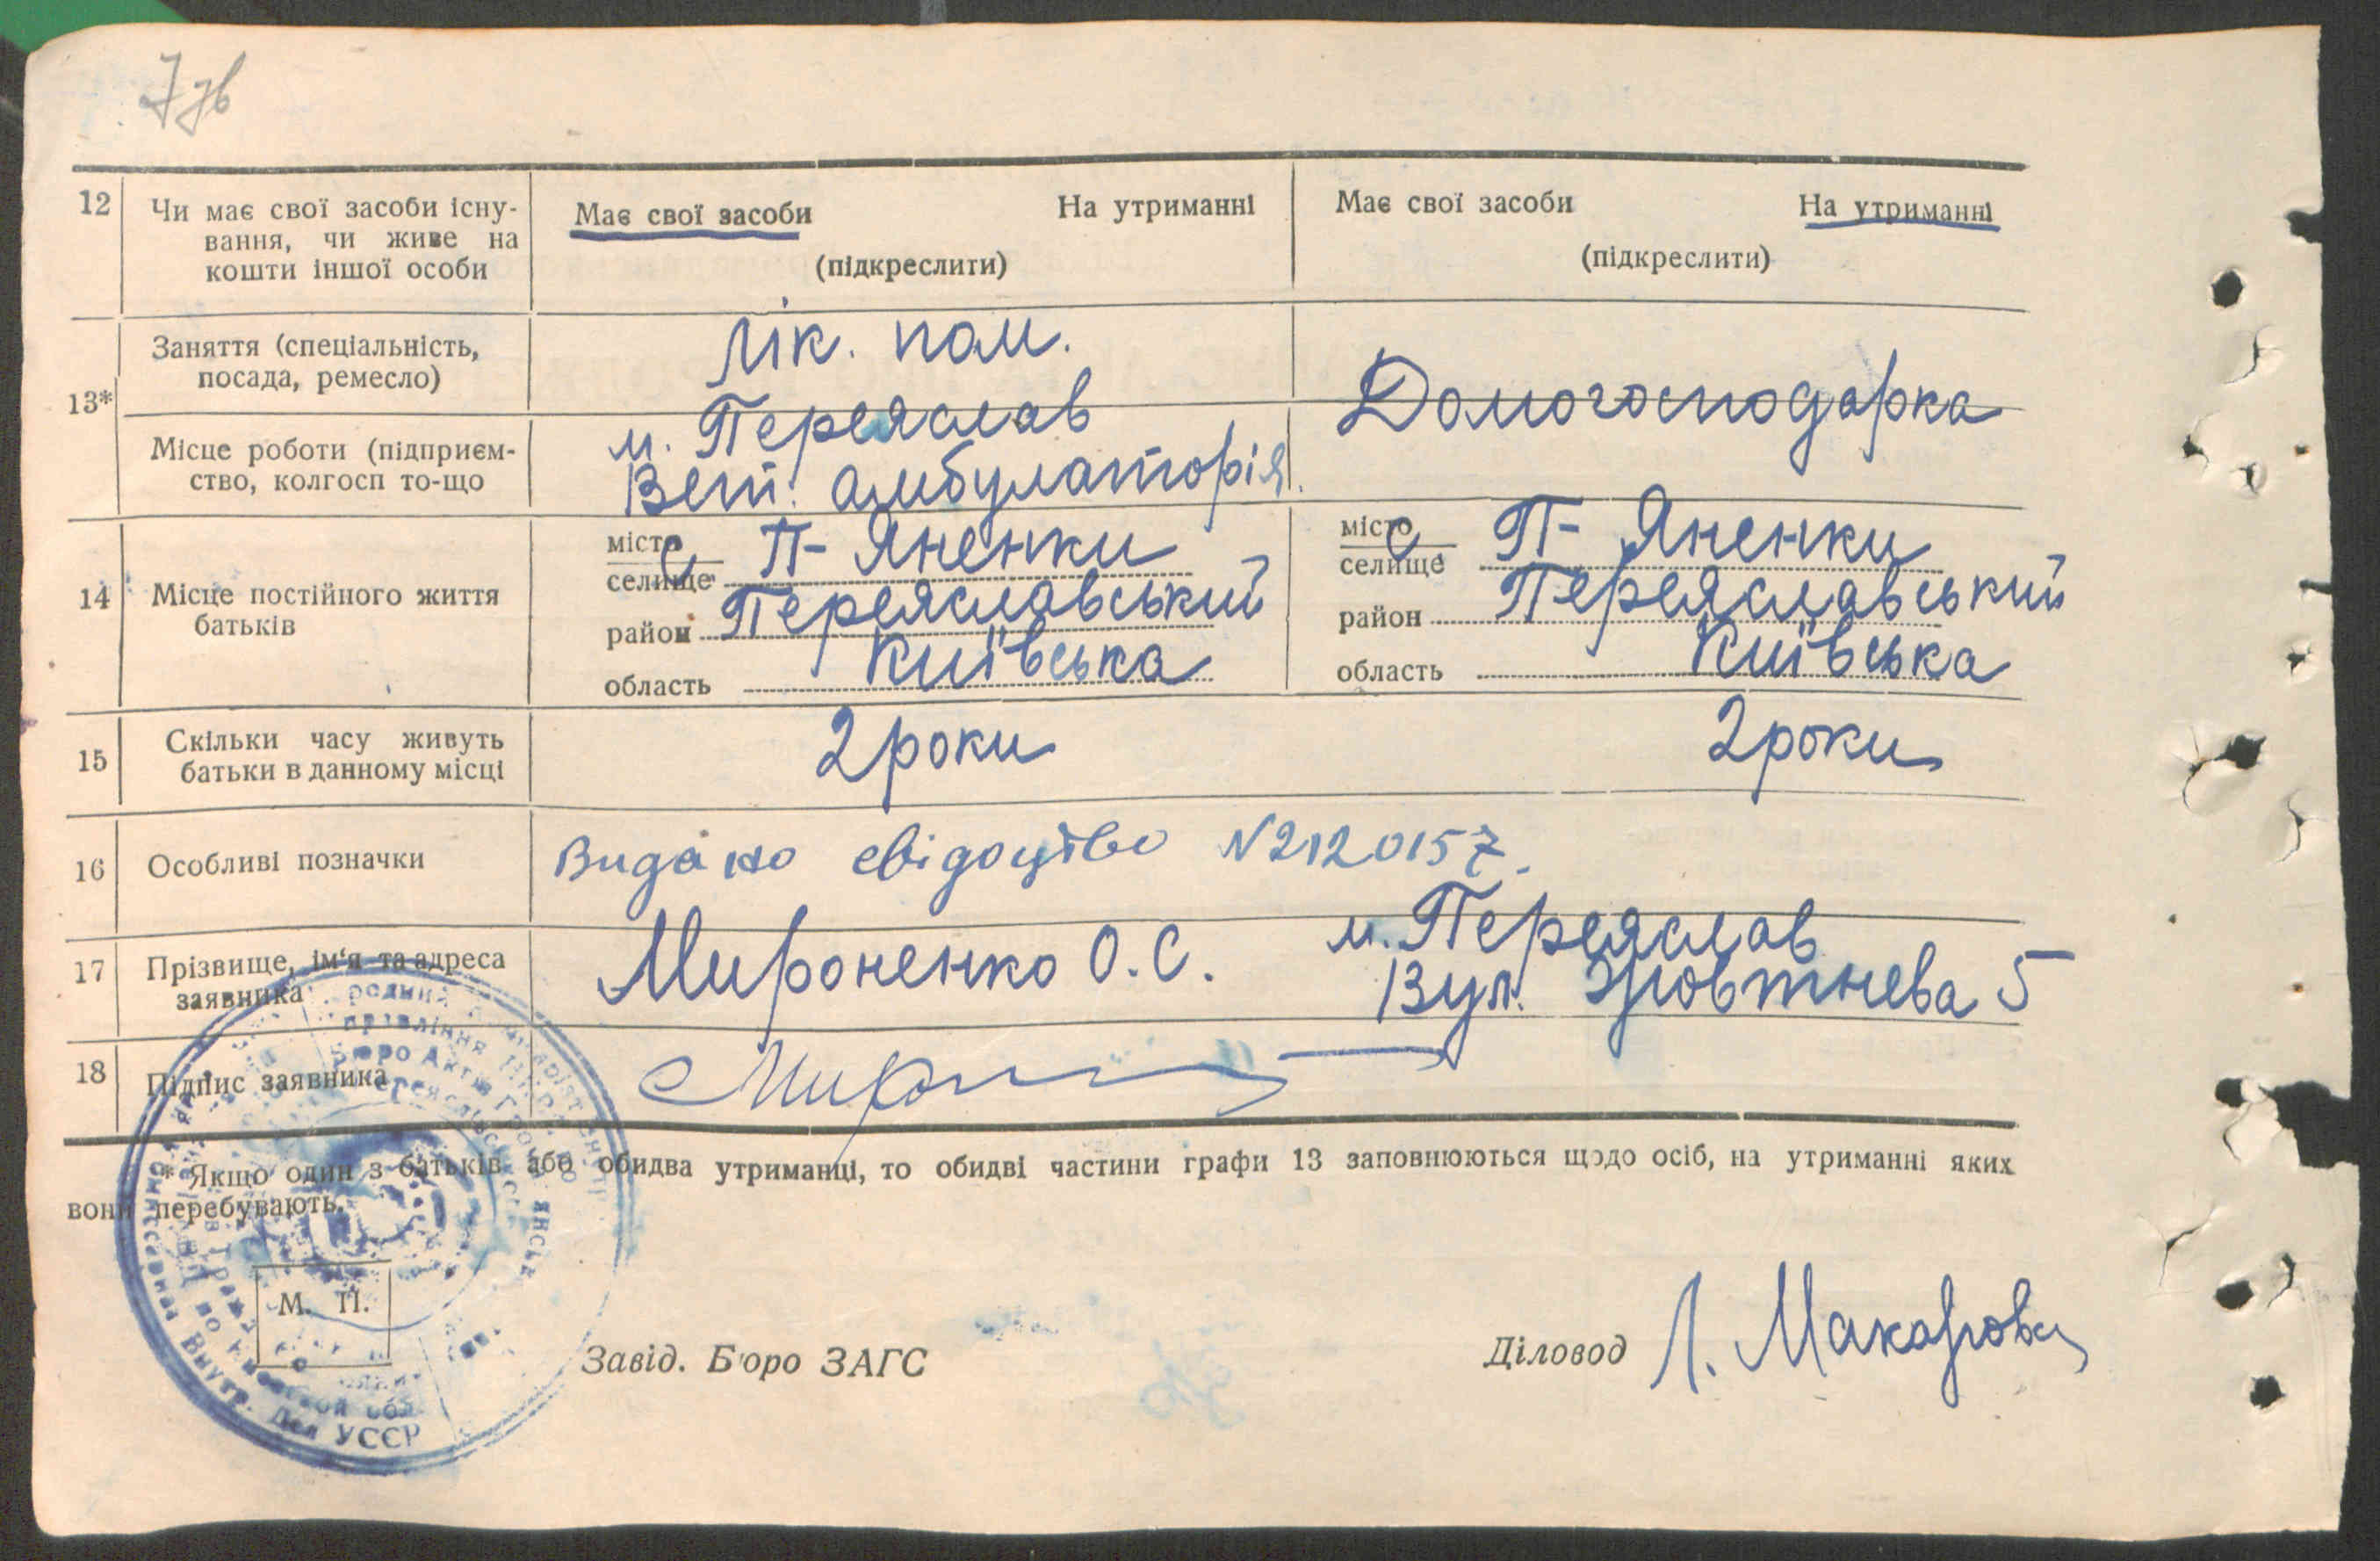 7зв
12 Чи має свої засоби існу-
вання, чи живе на
кошти іншої особи
Має свої засоби На утриманні
(підкреслити)
Має свої засоби На утриманні
(підкреслити)
13*
Заняття (спеціальність,
посада, ремесло)
лік. пом.
Домогосподарка
Місце роботи (підприєм-
ство, колгосп то-що
м. Переяслав
Вет. амбулаторія.
14 Місце постійного життя
батьків
місто
селище
с П- Яненки
район Переяславський
область Київська
місто
селище
с П- Яненки
район Переяславський
область Київська
15 Скільки часу живуть
батьки в данному місці
2 роки 2 роки
16 Особливі позначки Видано свідоцтво N2120157.
17 Прізвище, ім'я та адреса
заявника
Мироненко О. С. м. Переяслав
Вул. Жовтнева 5
18 Підпис заявника
* Якщо один з батьків або обидва утриманці, то обидві частини графи 13 заповнюються щодо осіб, на утриманні яких
вони перебувають.
М. П.
Завід. Б'юро ЗАГС Діловод Л. Макарова
Внутр. Дел УССР